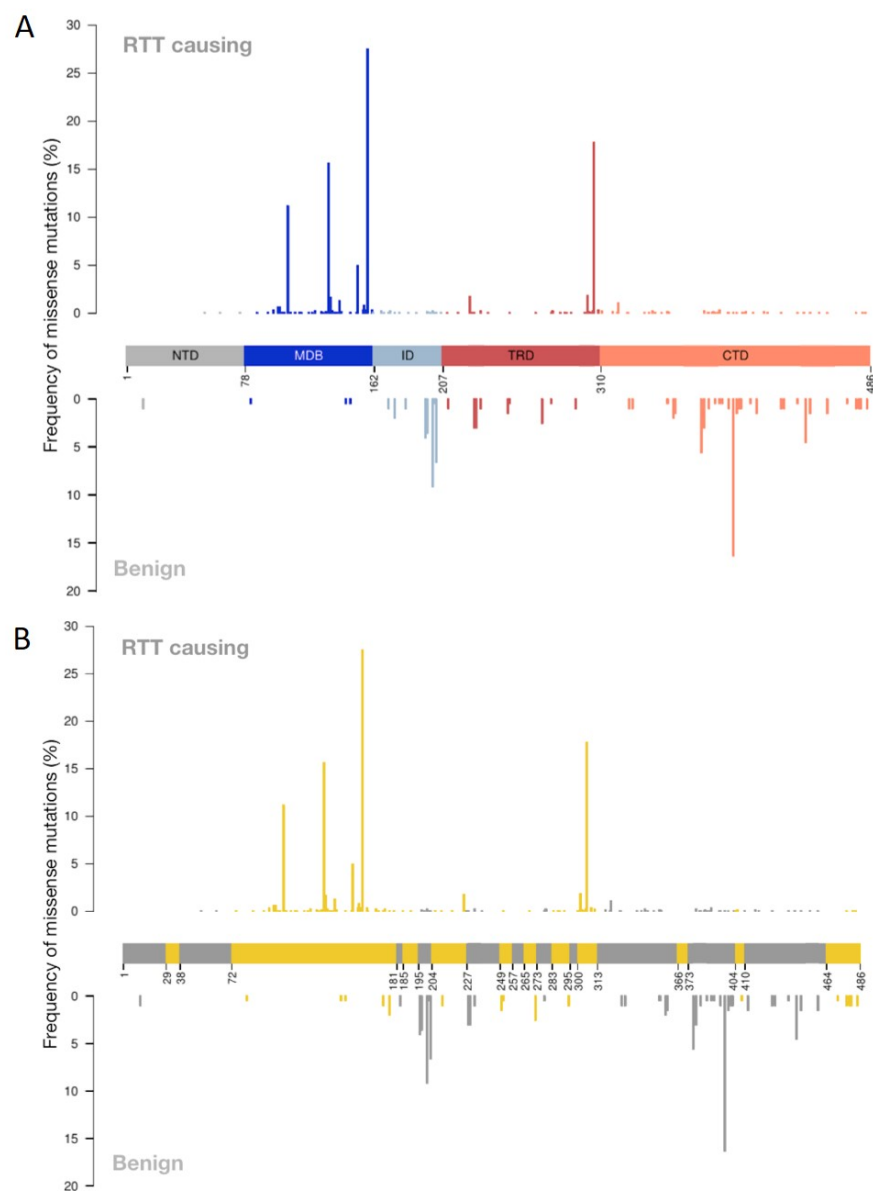 A
RTT causing
Frequency of missense mutations (%)
30
25
20
15
10
5
0
NTD MDB ID TRD CTD
1 78 162 207 310 486
0
5
10
15
20
Benign
B
RTT causing
Frequency of missense mutations (%)
30
25
20
15
10
5
0
1 29 38 72 181 185 195 204 227 249 257 265 273 283 295 300 313 366 373 404 410 464 486
0
5
10
15
20
Benign